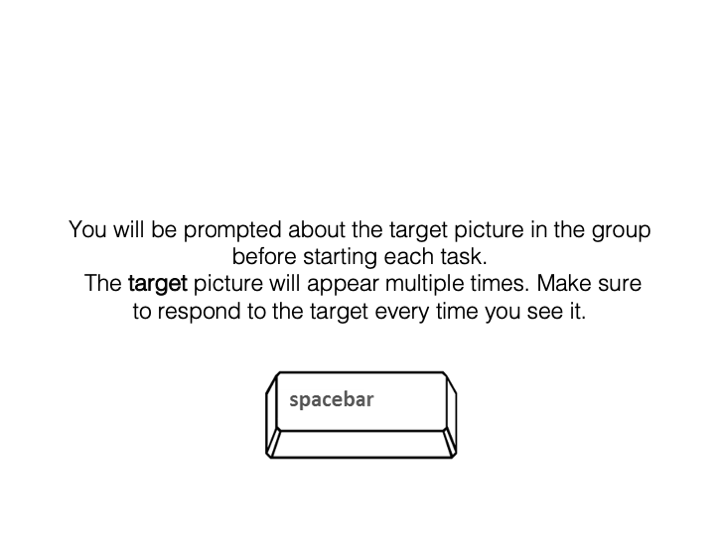 You will be prompted about the target picture in the group
before starting each task.
The target picture will appear multiple times. Make sure
to respond to the target every time you see it.
spacebar